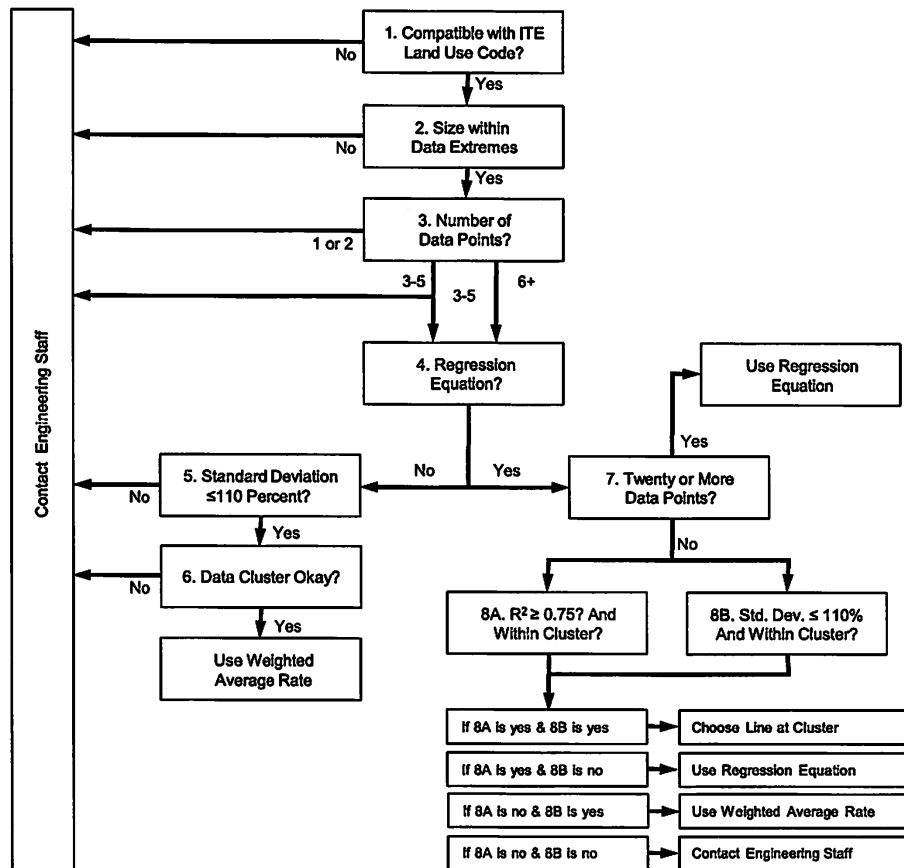 1. Compatible with ITE
Land Use Code?
No
Yes
2. Size within
Data Extremes
No
Yes
3. Number of
Data Points?
1 or 2
3-5
3-5
6+
4. Regression
Equation?
Use Regression
Equation
Yes
No
Yes
5. Standard Deviation
≤110 Percent?
No
7. Twenty or More
Data Points?
Yes
No
6. Data Cluster Okay?
No
Yes
8A. R² ≥ 0.75? And
Within Cluster?
8B. Std. Dev. ≤ 110%
And Within Cluster?
Use Weighted
Average Rate
If 8A is yes & 8B is yes
Choose Line at Cluster
If 8A is yes & 8B is no
Use Regression Equation
If 8A is no & 8B is yes
Use Weighted Average Rate
If 8A is no & 8B is no
Contact Engineering Staff
Contact Engineering Staff